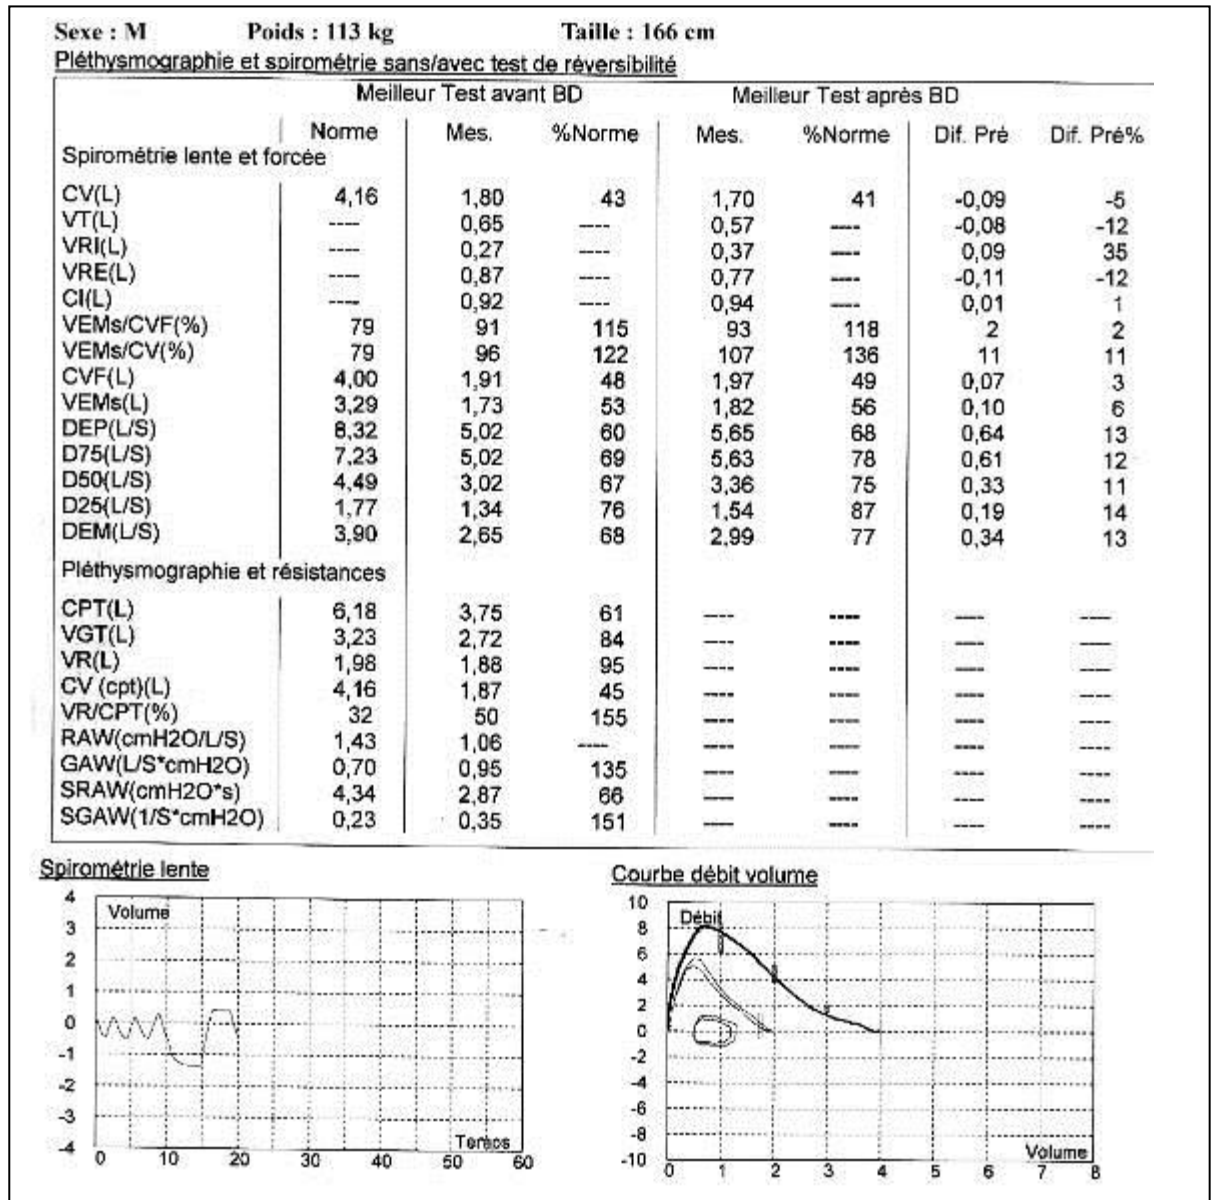 Sexe : M Poids : 113 kg Taille : 166 cm
Pléthysmographie et spirométrie sans/avec test de réversibilité
Meilleur Test avant BD Meilleur Test après BD
Norme Mes. %Norme Mes. %Norme Dif. Pré Dif. Pré%
Spirométrie lente et forcée
CV(L) 4,16 1,80 43 1,70 41 -0,09 -5
VT(L) ---- 0,65 ---- 0,57 ---- -0,08 -12
VRI(L) ---- 0,27 ---- 0,37 ---- 0,09 35
VRE(L) ---- 0,87 ---- 0,77 ---- -0,11 -12
CI(L) ---- 0,92 ---- 0,94 ---- 0,01 1
VEMs/CVF(%) 79 91 115 93 118 2 2
VEMs/CV(%) 79 96 122 107 136 11 11
CVF(L) 4,00 1,91 48 1,97 49 0,07 3
VEMs(L) 3,29 1,73 53 1,82 56 0,10 6
DEP(L/S) 8,32 5,02 60 5,65 68 0,64 13
D75(L/S) 7,23 5,02 69 5,63 78 0,61 12
D50(L/S) 4,49 3,02 67 3,36 75 0,33 11
D25(L/S) 1,77 1,34 76 1,54 87 0,19 14
DEM(L/S) 3,90 2,65 68 2,99 77 0,34 13
Pléthysmographie et résistances
CPT(L) 6,18 3,75 61 ---- ---- ---- ----
VGT(L) 3,23 2,72 84 ---- ---- ---- ----
VR(L) 1,98 1,88 95 ---- ---- ---- ----
CV (cpt)(L) 4,16 1,87 45 ---- ---- ---- ----
VR/CPT(%) 32 50 155 ---- ---- ---- ----
RAW(cmH2O/L/S) 1,43 1,06 ---- ---- ---- ---- ----
GAW(L/S*cmH2O) 0,70 0,95 135 ---- ---- ---- ----
SRAW(cmH2O*s) 4,34 2,87 66 ---- ---- ---- ----
SGAW(1/S*cmH2O) 0,23 0,35 151 ---- ---- ---- ----
Spirométrie lente
4
Volume
3
2
1
0
-1
-2
-3
-4
Temps
0 10 20 30 40 50 60
Courbe débit volume
10
Débit
8
6
4
2
0
-2
-4
-6
-8
-10
Volume
0 1 2 3 4 5 6 7 8